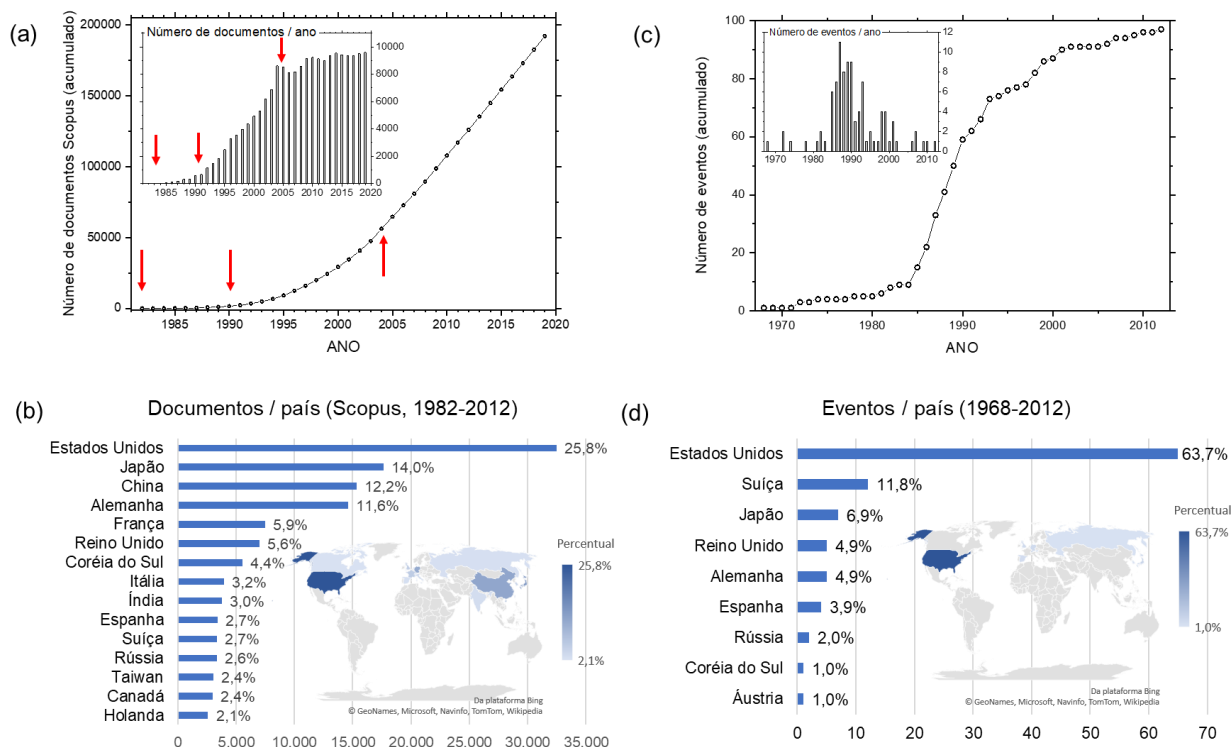 (a)
Número de documentos Scopus (acumulado)
200000
150000
100000
50000
0
Número de documentos / ano
10000
8000
6000
4000
2000
0
1985 1990 1995 2000 2005 2010 2015 2020
1985 1990 1995 2000 2005 2010 2015 2020
ANO
(c)
Número de eventos (acumulado)
100
80
60
40
20
0
Número de eventos / ano
12
10
8
6
4
2
0
1970 1980 1990 2000 2010
1970 1980 1990 2000 2010
ANO
(b)
Documentos / país (Scopus, 1982-2012)
Estados Unidos 25,8%
Japão 14,0%
China 12,2%
Alemanha 11,6%
França 5,9%
Reino Unido 5,6%
Coréia do Sul 4,4%
Itália 3,2%
Índia 3,0%
Espanha 2,7%
Suíça 2,7%
Rússia 2,6%
Taiwan 2,4%
Canadá 2,4%
Holanda 2,1%
Percentual
25,8%
2,1%
Da plataforma Bing
© GeoNames, Microsoft, Navinfo, TomTom, Wikipedia
0 5.000 10.000 15.000 20.000 25.000 30.000 35.000
(d)
Eventos / país (1968-2012)
Estados Unidos 63,7%
Suíça 11,8%
Japão 6,9%
Reino Unido 4,9%
Alemanha 4,9%
Espanha 3,9%
Rússia 2,0%
Coréia do Sul 1,0%
Áustria 1,0%
Percentual
63,7%
1,0%
Da plataforma Bing
© GeoNames, Microsoft, Navinfo, TomTom, Wikipedia
0 10 20 30 40 50 60 70